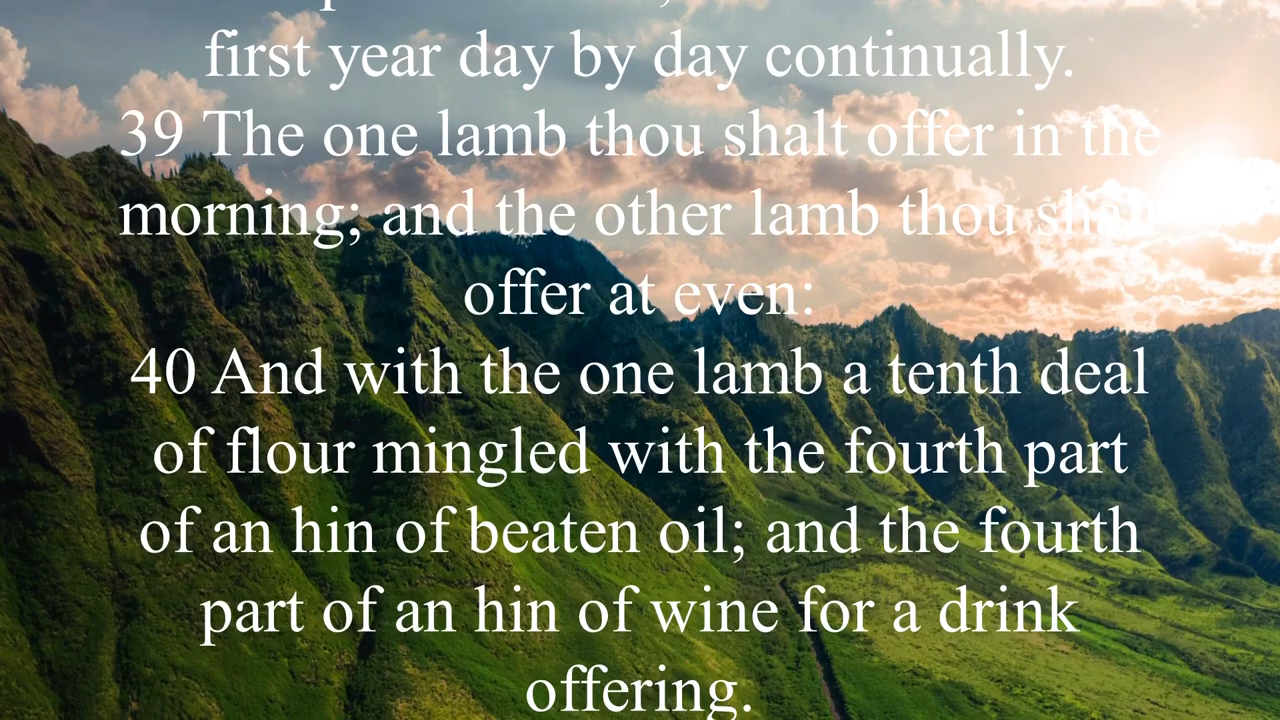 first year day by day continually.
39 The one lamb thou shalt offer in the
morning; and the other lamb thou shalt
offer at even:
40 And with the one lamb a tenth deal
of flour mingled with the fourth part
of an hin of beaten oil; and the fourth
part of an hin of wine for a drink
offering.